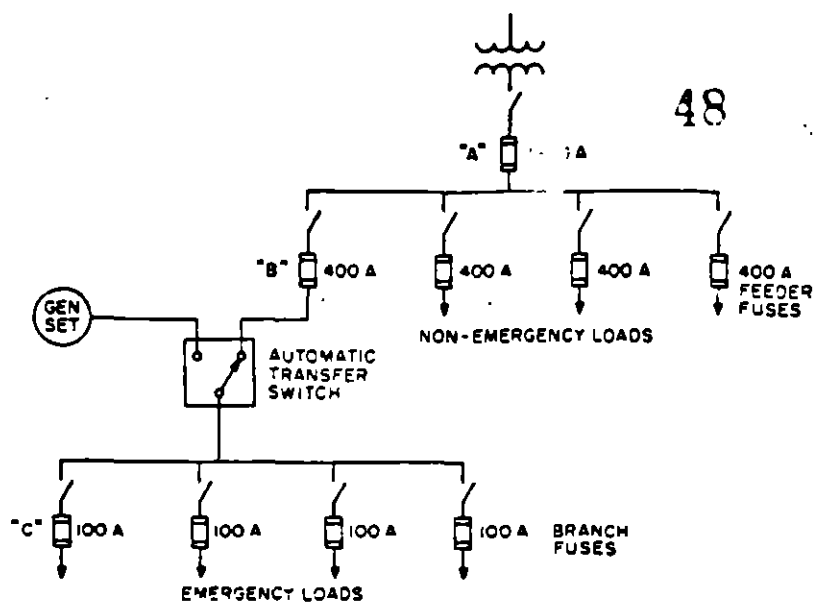 48
"A" A
"B" 400 A 400 A 400 A 400 A
FEEDER
FUSES
GEN
SET
NON-EMERGENCY LOADS
AUTOMATIC
TRANSFER
SWITCH
"C" 100 A 100 A 100 A 100 A BRANCH
FUSES
EMERGENCY LOADS